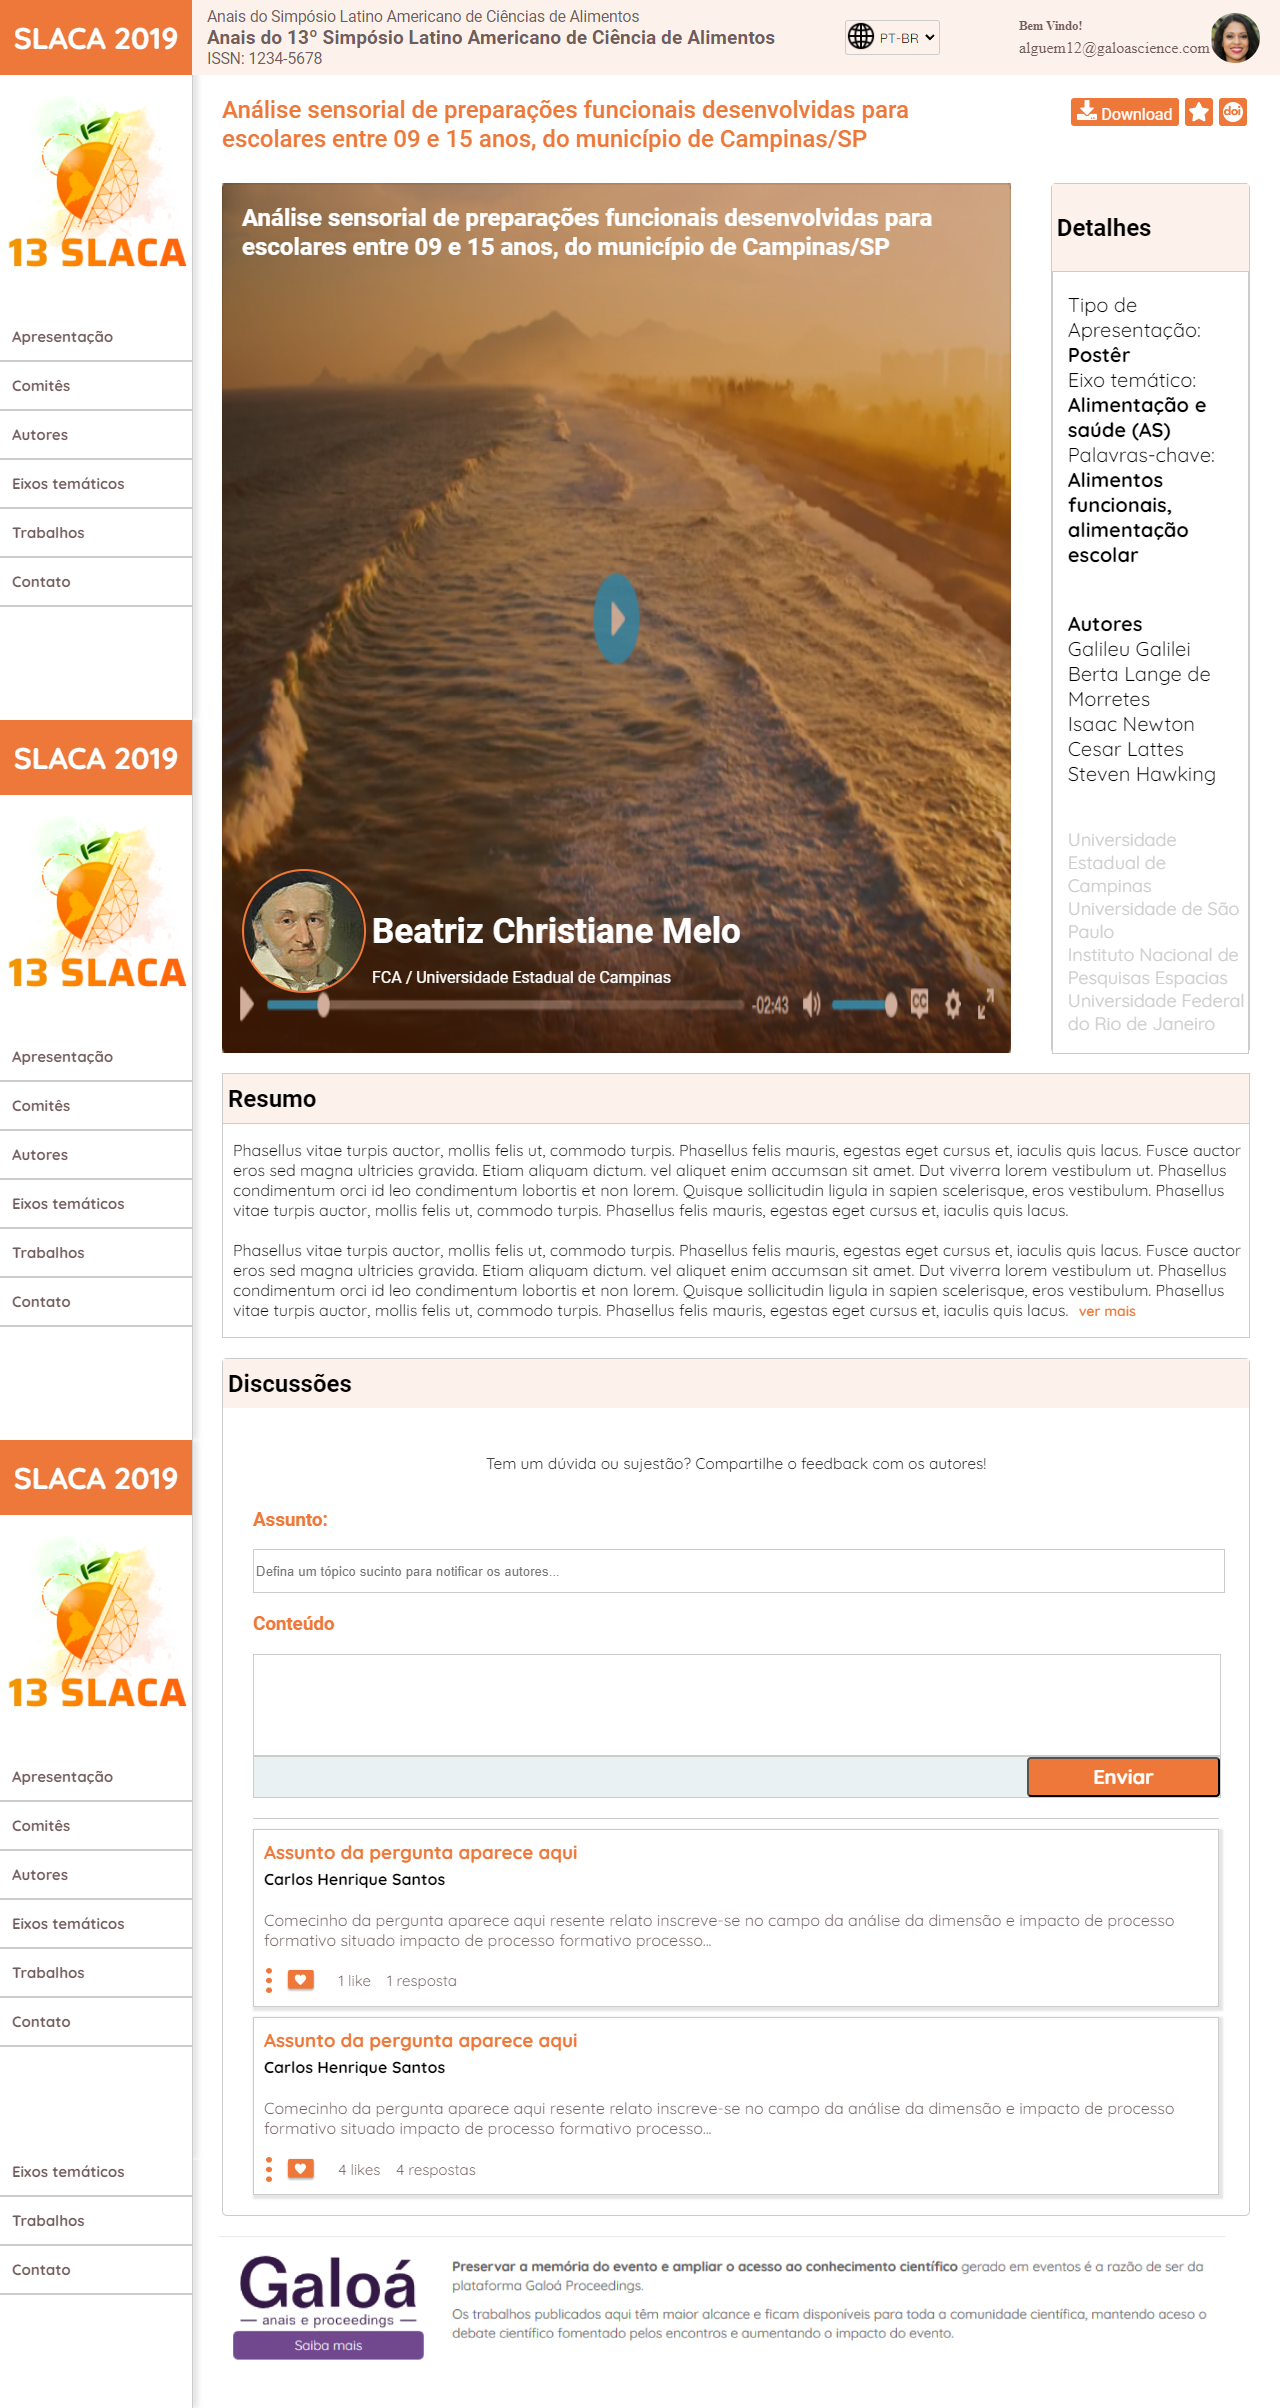 SLACA 2019
Anais do Simpósio Latino Americano de Ciências de Alimentos
Anais do 13º Simpósio Latino Americano de Ciência de Alimentos
ISSN: 1234-5678
PT-BR
Bem Vindo!
alguem12@galoascience.com
13 SLACA
Apresentação
Comitês
Autores
Eixos temáticos
Trabalhos
Contato
SLACA 2019
13 SLACA
Apresentação
Comitês
Autores
Eixos temáticos
Trabalhos
Contato
SLACA 2019
13 SLACA
Apresentação
Comitês
Autores
Eixos temáticos
Trabalhos
Contato
Eixos temáticos
Trabalhos
Contato
Análise sensorial de preparações funcionais desenvolvidas para
escolares entre 09 e 15 anos, do município de Campinas/SP
Download
doi
Análise sensorial de preparações funcionais desenvolvidas para
escolares entre 09 e 15 anos, do município de Campinas/SP
Beatriz Christiane Melo
FCA / Universidade Estadual de Campinas
-02:43
CC
Detalhes
Tipo de
Apresentação:
Postêr
Eixo temático:
Alimentação e
saúde (AS)
Palavras-chave:
Alimentos
funcionais,
alimentação
escolar
Autores
Galileu Galilei
Berta Lange de
Morretes
Isaac Newton
Cesar Lattes
Steven Hawking
Universidade
Estadual de
Campinas
Universidade de São
Paulo
Instituto Nacional de
Pesquisas Espacias
Universidade Federal
do Rio de Janeiro
Resumo
Phasellus vitae turpis auctor, mollis felis ut, commodo turpis. Phasellus felis mauris, egestas eget cursus et, iaculis quis lacus. Fusce auctor
eros sed magna ultricies gravida. Etiam aliquam dictum. vel aliquet enim accumsan sit amet. Dut viverra lorem vestibulum ut. Phasellus
condimentum orci id leo condimentum lobortis et non lorem. Quisque sollicitudin ligula in sapien scelerisque, eros vestibulum. Phasellus
vitae turpis auctor, mollis felis ut, commodo turpis. Phasellus felis mauris, egestas eget cursus et, iaculis quis lacus.
Phasellus vitae turpis auctor, mollis felis ut, commodo turpis. Phasellus felis mauris, egestas eget cursus et, iaculis quis lacus. Fusce auctor
eros sed magna ultricies gravida. Etiam aliquam dictum. vel aliquet enim accumsan sit amet. Dut viverra lorem vestibulum ut. Phasellus
condimentum orci id leo condimentum lobortis et non lorem. Quisque sollicitudin ligula in sapien scelerisque, eros vestibulum. Phasellus
vitae turpis auctor, mollis felis ut, commodo turpis. Phasellus felis mauris, egestas eget cursus et, iaculis quis lacus. ver mais
Discussões
Tem um dúvida ou sujestão? Compartilhe o feedback com os autores!
Assunto:
Defina um tópico sucinto para notificar os autores...
Conteúdo
Enviar
Assunto da pergunta aparece aqui
Carlos Henrique Santos
Comecinho da pergunta aparece aqui resente relato inscreve-se no campo da análise da dimensão e impacto de processo
formativo situado impacto de processo formativo processo...
1 like 1 resposta
Assunto da pergunta aparece aqui
Carlos Henrique Santos
Comecinho da pergunta aparece aqui resente relato inscreve-se no campo da análise da dimensão e impacto de processo
formativo situado impacto de processo formativo processo...
4 likes 4 respostas
Galoá
anais e proceedings
Saiba mais
Preservar a memória do evento e ampliar o acesso ao conhecimento científico gerado em eventos é a razão de ser da
plataforma Galoá Proceedings.
Os trabalhos publicados aqui têm maior alcance e ficam disponíveis para toda a comunidade científica, mantendo aceso o
debate científico fomentado pelos encontros e aumentando o impacto do evento.